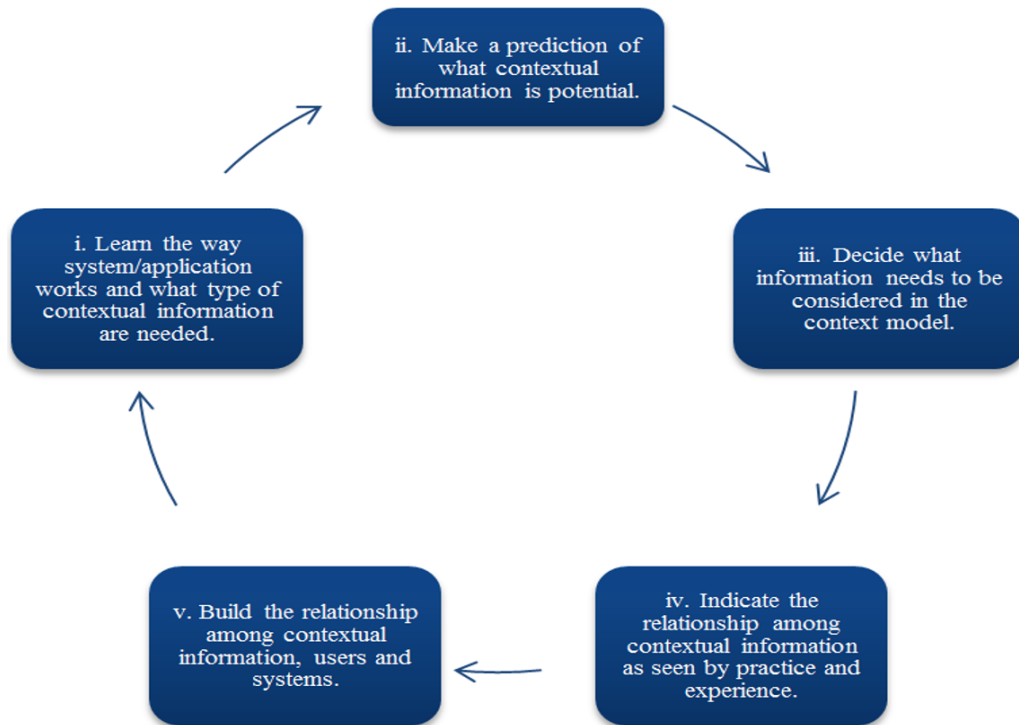 ii. Make a prediction of
what contextual
information is potential.
i. Learn the way
system/application
works and what type of
contextual information
are needed.
iii. Decide what
information needs to be
considered in the
context model.
iv. Indicate the
relationship among
contextual information
as seen by practice and
experience.
v. Build the relationship
among contextual
information, users and
systems.